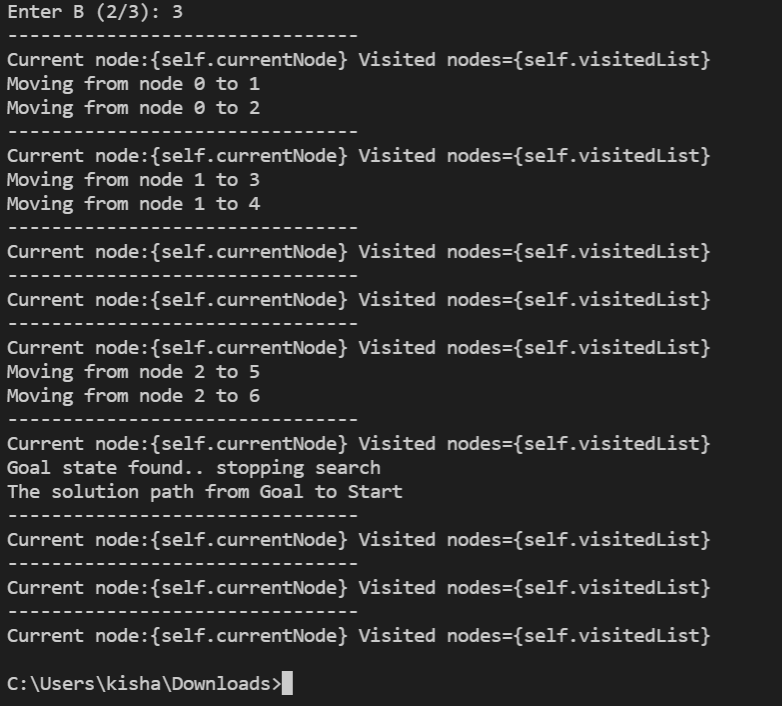 Enter B (2/3): 3
--------------------------------
Current node:{self.currentNode} Visited nodes={self.visitedList}
Moving from node 0 to 1
Moving from node 0 to 2
--------------------------------
Current node:{self.currentNode} Visited nodes={self.visitedList}
Moving from node 1 to 3
Moving from node 1 to 4
--------------------------------
Current node:{self.currentNode} Visited nodes={self.visitedList}
--------------------------------
Current node:{self.currentNode} Visited nodes={self.visitedList}
--------------------------------
Current node:{self.currentNode} Visited nodes={self.visitedList}
Moving from node 2 to 5
Moving from node 2 to 6
--------------------------------
Current node:{self.currentNode} Visited nodes={self.visitedList}
Goal state found.. stopping search
The solution path from Goal to Start
--------------------------------
Current node:{self.currentNode} Visited nodes={self.visitedList}
--------------------------------
Current node:{self.currentNode} Visited nodes={self.visitedList}
--------------------------------
Current node:{self.currentNode} Visited nodes={self.visitedList}
C:\Users\kisha\Downloads>